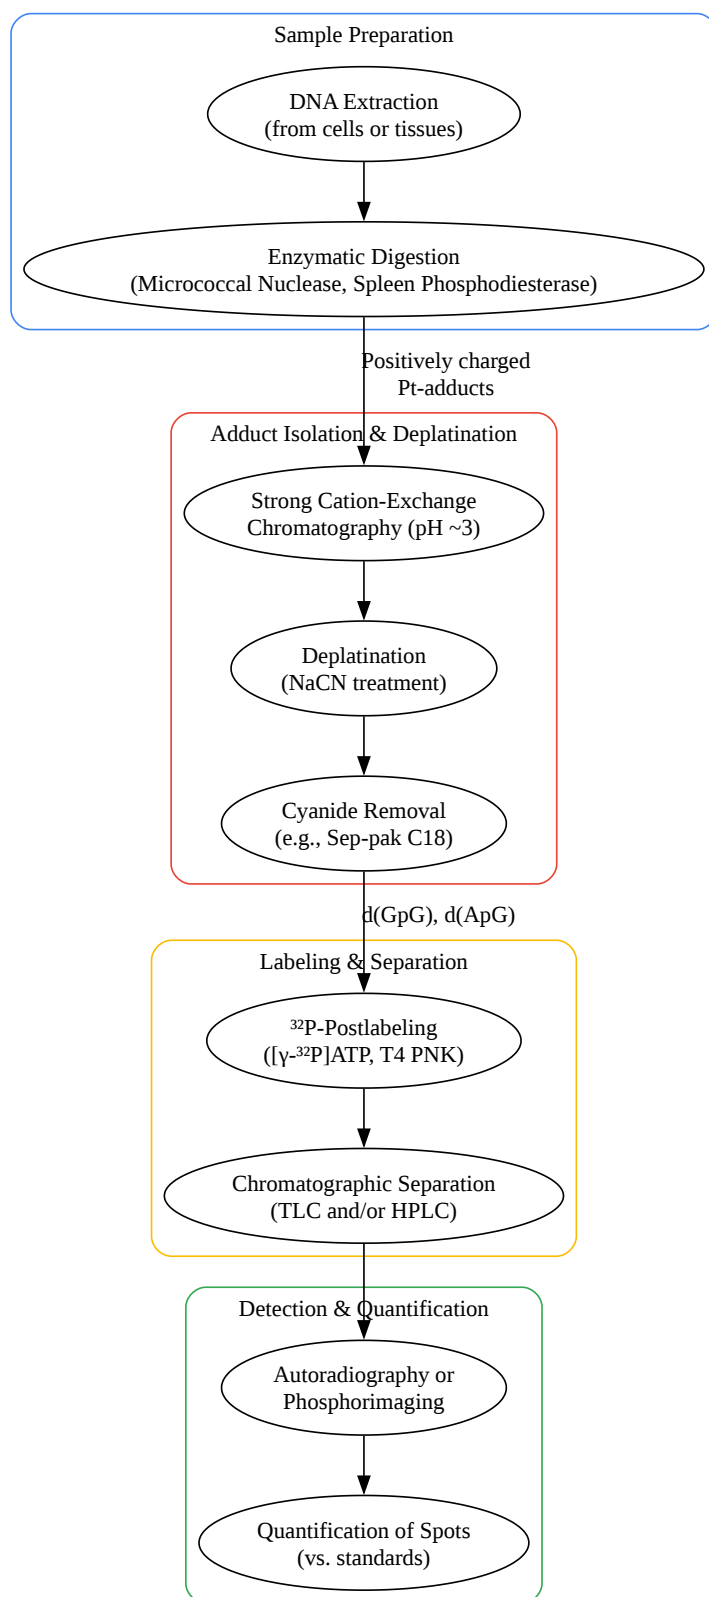 Sample Preparation
DNA Extraction
(from cells or tissues)
Enzymatic Digestion
(Micrococcal Nuclease, Spleen Phosphodiesterase)
Positively charged
Pt-adducts
Adduct Isolation & Deplatination
Strong Cation-Exchange
Chromatography (pH ~3)
Deplatination
(NaCN treatment)
Cyanide Removal
(e.g., Sep-pak C18)
d(GpG), d(ApG)
Labeling & Separation
³²P-Postlabeling
([γ-³²P]ATP, T4 PNK)
Chromatographic Separation
(TLC and/or HPLC)
Detection & Quantification
Autoradiography or
Phosphorimaging
Quantification of Spots
(vs. standards)